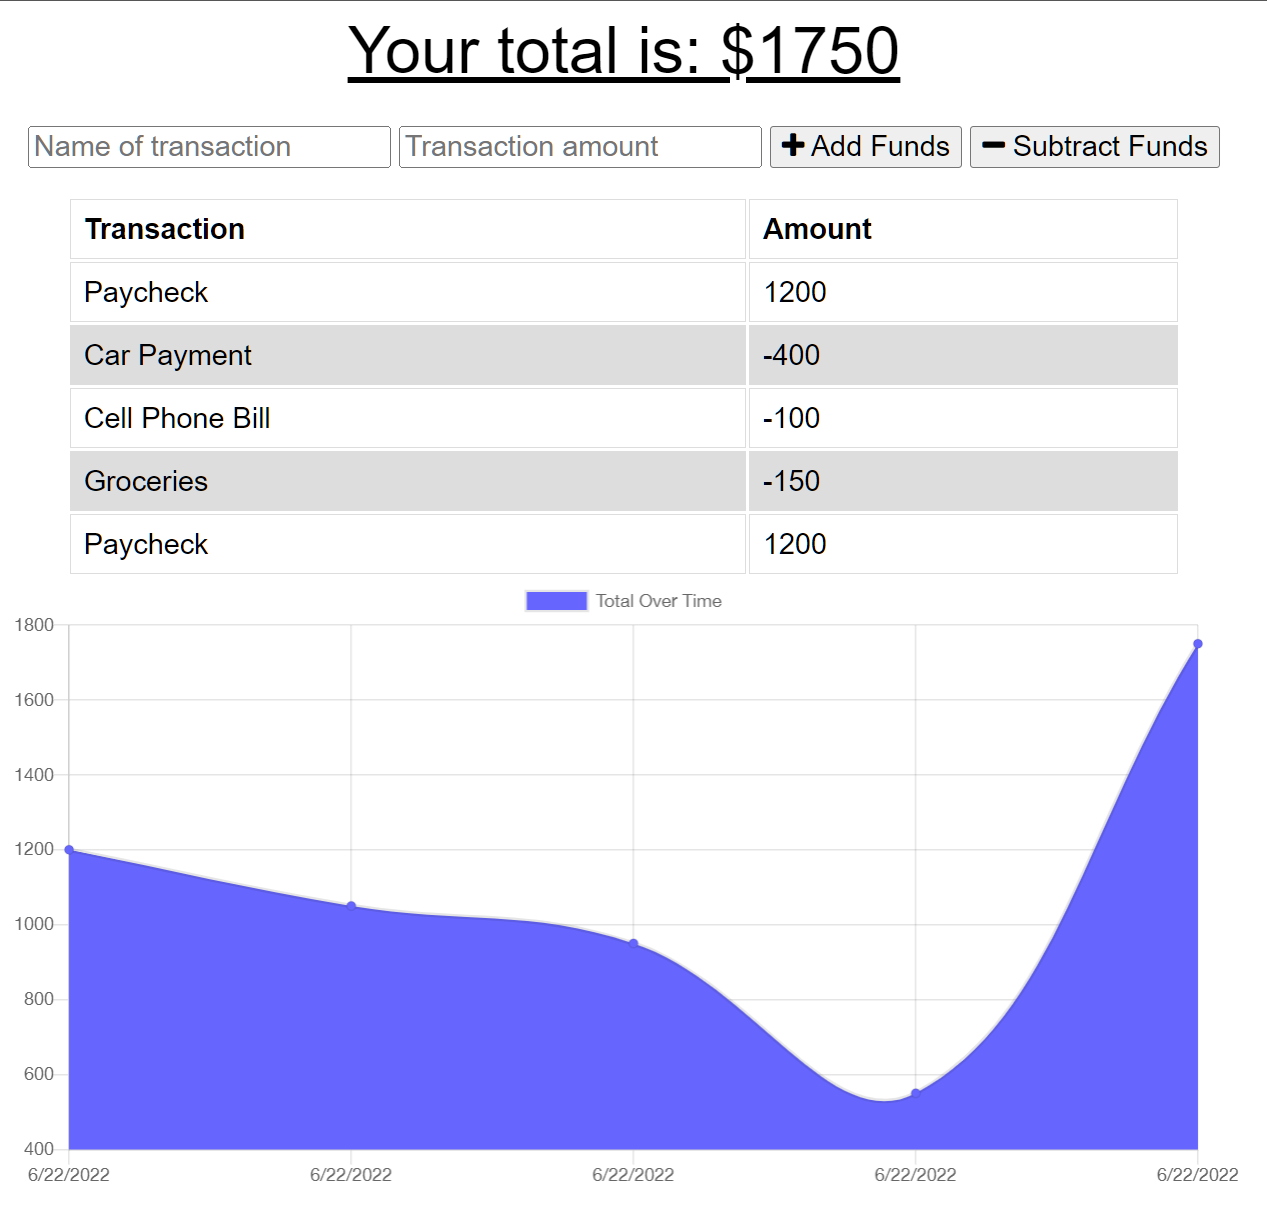 Your total is: $1750
Name of transaction Transaction amount Add Funds Subtract Funds
Transaction Amount
Paycheck 1200
Car Payment -400
Cell Phone Bill -100
Groceries -150
Paycheck 1200
Total Over Time
1800
1600
1400
1200
1000
800
600
400
6/22/2022 6/22/2022 6/22/2022 6/22/2022 6/22/2022